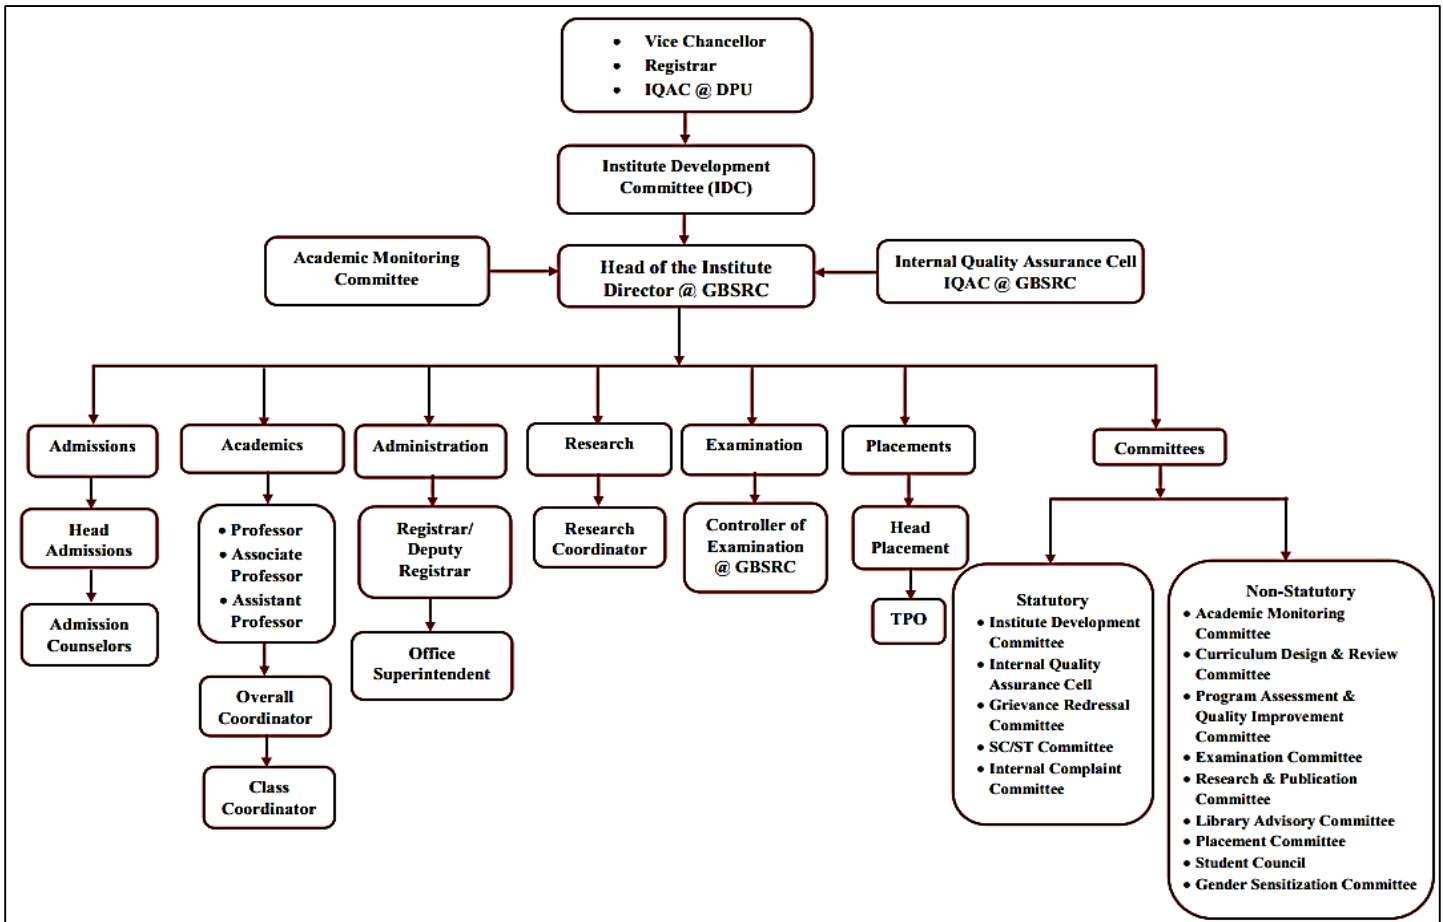 • Vice Chancellor
• Registrar
• IQAC @ DPU
Institute Development
Committee (IDC)
Academic Monitoring
Committee
Head of the Institute
Director @ GBSRC
Internal Quality Assurance Cell
IQAC @ GBSRC
Admissions
Head
Admissions
Admission
Counselors
Academics
• Professor
• Associate
Professor
• Assistant
Professor
Overall
Coordinator
Class
Coordinator
Administration
Registrar/
Deputy
Registrar
Office
Superintendent
Research
Research
Coordinator
Examination
Controller of
Examination
@ GBSRC
Placements
Head
Placement
TPO
Committees
Statutory
• Institute Development
Committee
• Internal Quality
Assurance Cell
• Grievance Redressal
Committee
• SC/ST Committee
• Internal Complaint
Committee
Non-Statutory
• Academic Monitoring
Committee
• Curriculum Design & Review
Committee
• Program Assessment &
Quality Improvement
Committee
• Examination Committee
• Research & Publication
Committee
• Library Advisory Committee
• Placement Committee
• Student Council
• Gender Sensitization Committee